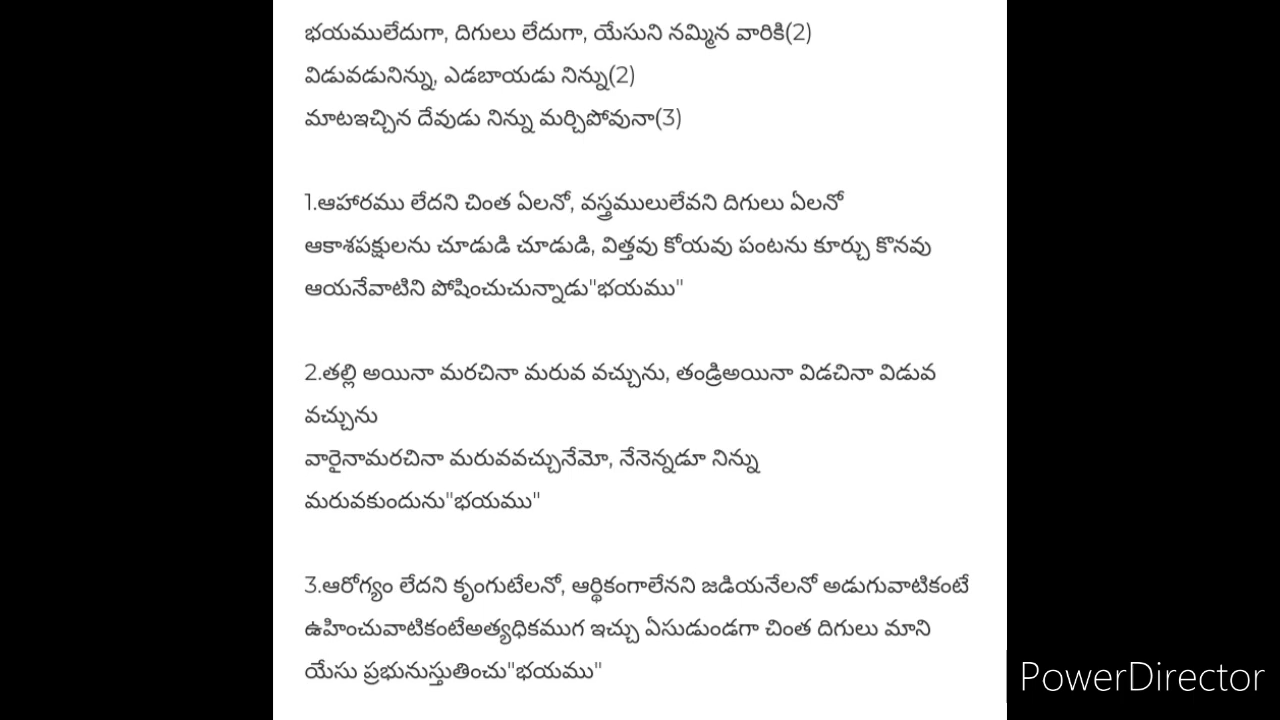 భయములేదుగా, దిగులు లేదుగా, యేసుని నమ్మిన వారికి(2)
విడువడునిన్ను, ఎడబాయడు నిన్ను(2)
మాటఇచ్చిన దేవుడు నిన్ను మర్చిపోవునా(3)
1.ఆహారము లేదని చింత ఏలనో, వస్త్రములులేవని దిగులు ఏలనో
ఆకాశపక్షులను చూడుడి చూడుడి, విత్తవు కోయవు పంటను కూర్చు కొనవు
ఆయనేవాటిని పోషించుచున్నాడు"భయము"
2.తల్లి అయినా మరచినా మరువ వచ్చును, తండ్రిఅయినా విడచినా విడువ
వచ్చును
వారైనామరచినా మరువవచ్చునేమో, నేనెన్నడూ నిన్ను
మరువకుందును"భయము"
3.ఆరోగ్యం లేదని కృంగుటేలనో, ఆర్థికంగాలేనని జడియనేలనో అడుగువాటికంటే
ఉహించువాటికంటేఅత్యధికముగ ఇచ్చు ఏసుడుండగా చింత దిగులు మాని
యేసు ప్రభునుస్తుతించు"భయము"
PowerDirector